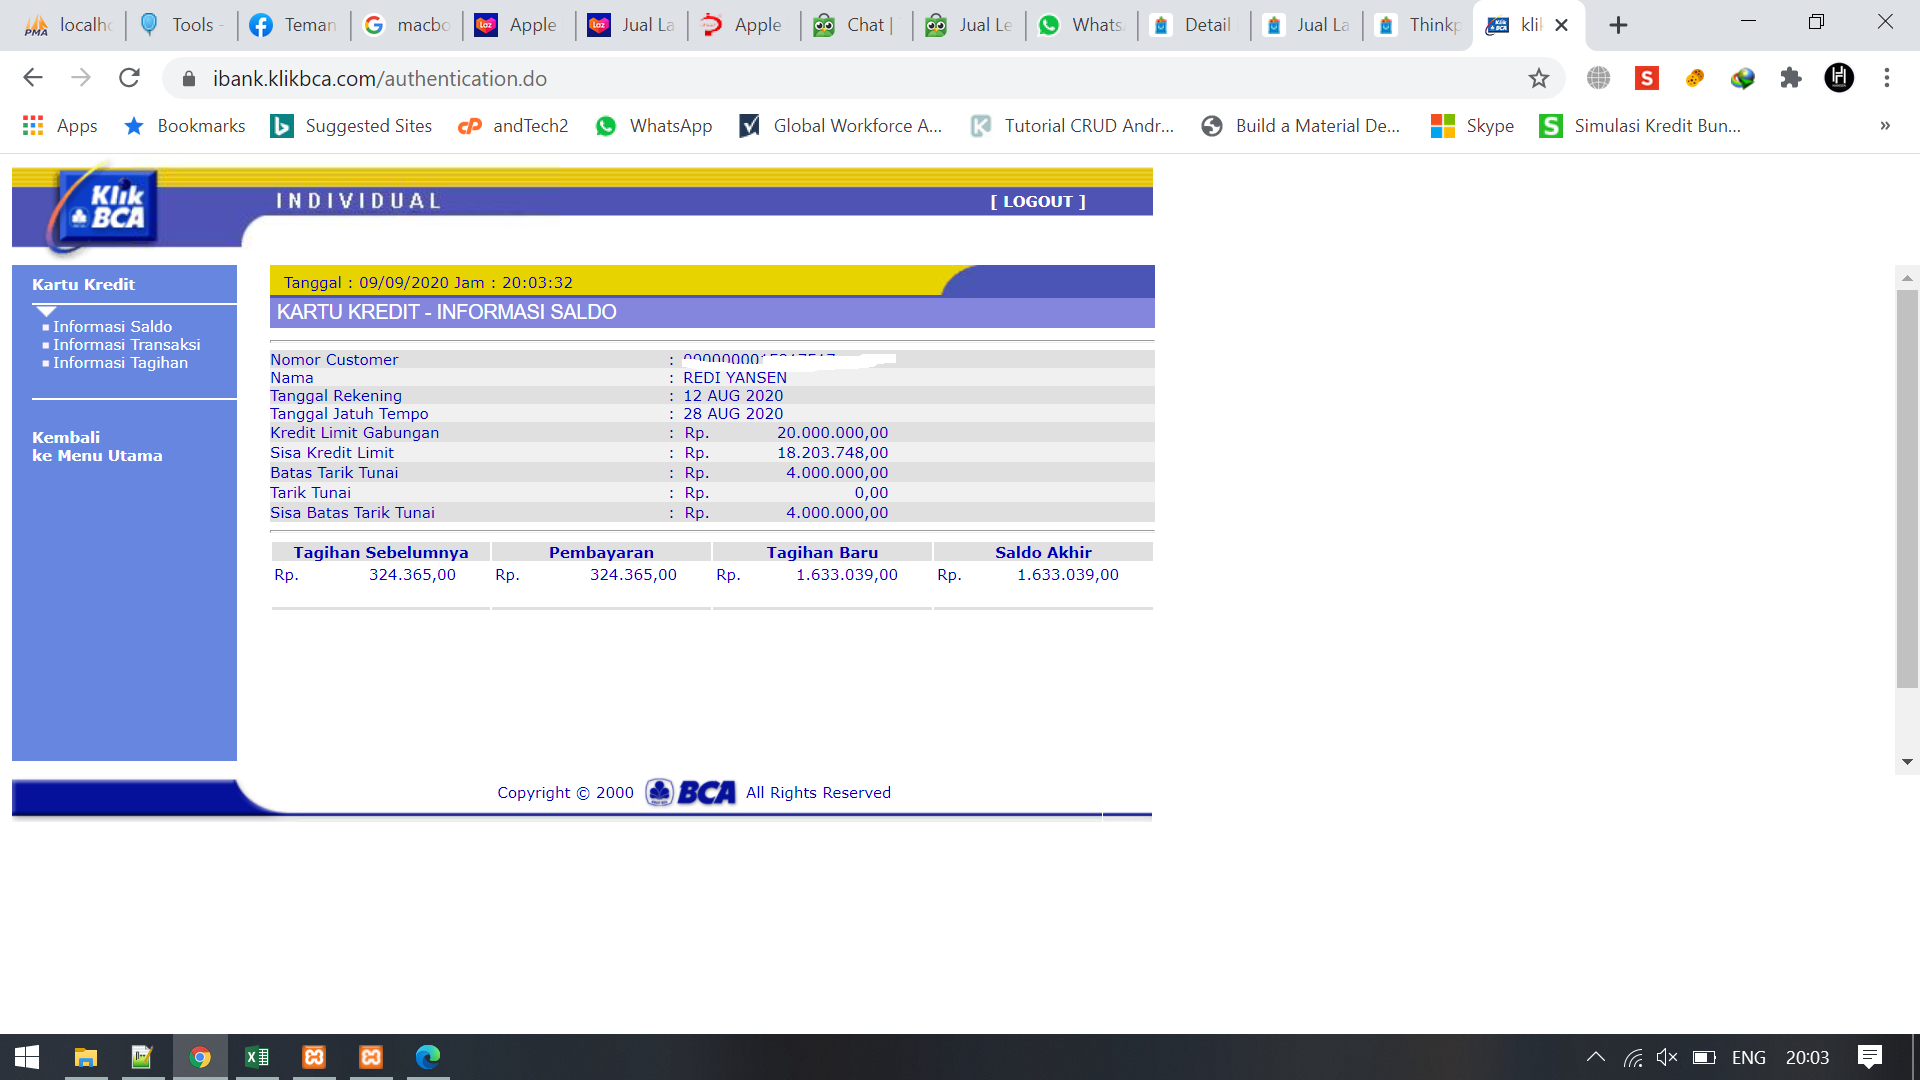 localho
Tools -
Teman
macbo
Apple
Jual La
Apple
Chat |
Jual Le
Whats
Detail
Jual La
Thinkp
klik
ibank.klikbca.com/authentication.do
Apps
Bookmarks
Suggested Sites
andTech2
WhatsApp
Global Workforce A...
Tutorial CRUD Andr...
Build a Material De...
Skype
Simulasi Kredit Bun...
»
Klik BCA
INDIVIDUAL
[ LOGOUT ]
Kartu Kredit
Informasi Saldo
Informasi Transaksi
Informasi Tagihan
Kembali
ke Menu Utama
Tanggal : 09/09/2020 Jam : 20:03:32
KARTU KREDIT - INFORMASI SALDO
Nomor Customer :
Nama : REDI YANSEN
Tanggal Rekening : 12 AUG 2020
Tanggal Jatuh Tempo : 28 AUG 2020
Kredit Limit Gabungan : Rp. 20.000.000,00
Sisa Kredit Limit : Rp. 18.203.748,00
Batas Tarik Tunai : Rp. 4.000.000,00
Tarik Tunai : Rp. 0,00
Sisa Batas Tarik Tunai : Rp. 4.000.000,00
Tagihan Sebelumnya Pembayaran Tagihan Baru Saldo Akhir
Rp. 324.365,00 Rp. 324.365,00 Rp. 1.633.039,00 Rp. 1.633.039,00
Copyright © 2000 BCA All Rights Reserved
ENG 20:03